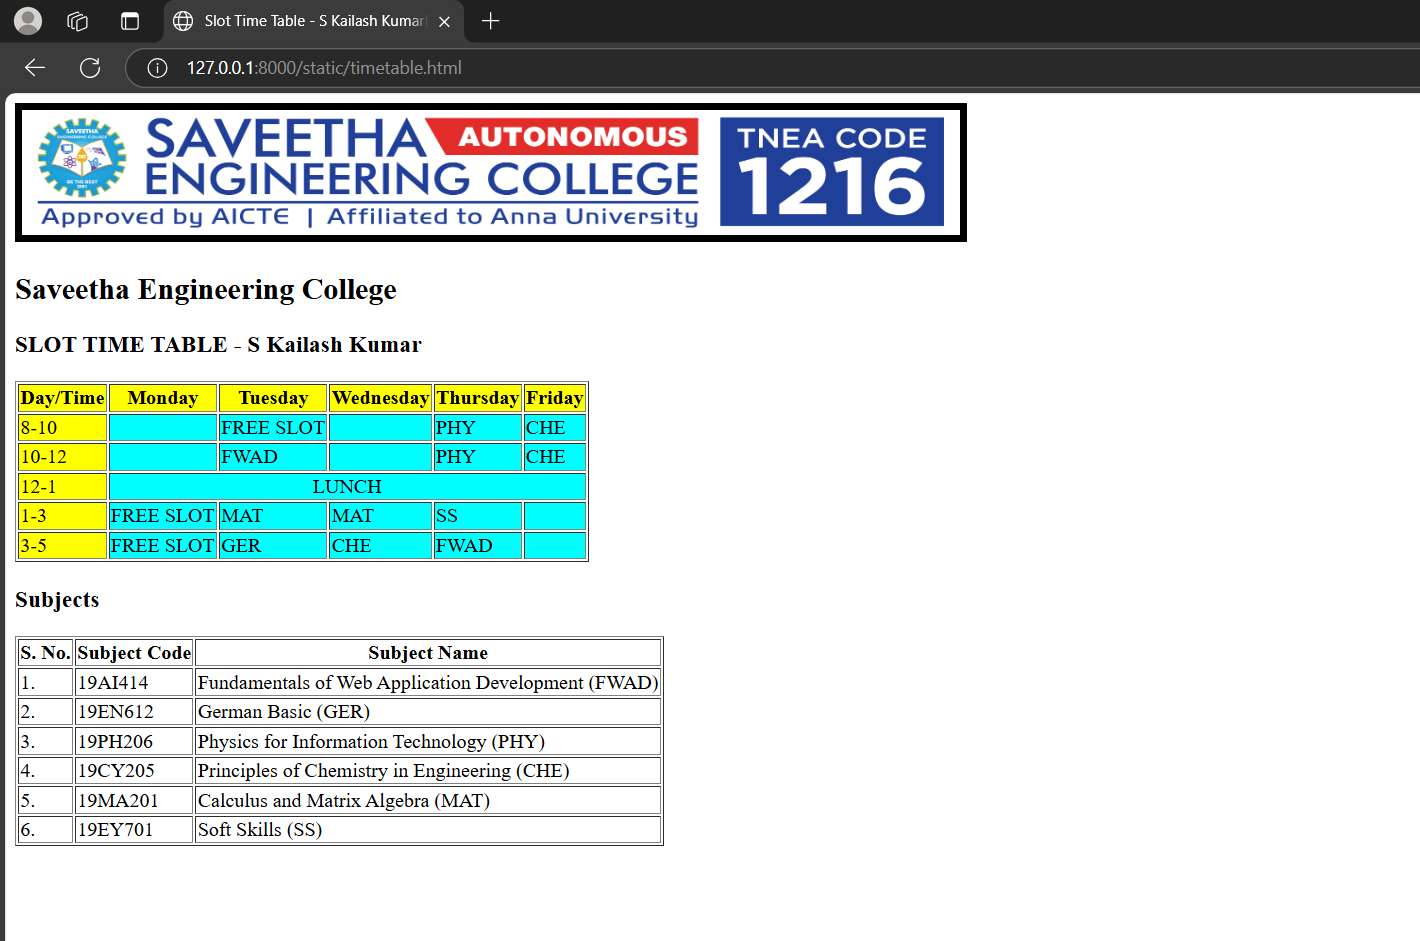 Slot Time Table - S Kailash Kumar
127.0.0.1:8000/static/timetable.html
SAVEETHA
ENGINEERING COLLEGE
BE THE BEST
SAVEETHA AUTONOMOUS
ENGINEERING COLLEGE
Approved by AICTE | Affiliated to Anna University
TNEA CODE
1216
Saveetha Engineering College
SLOT TIME TABLE - S Kailash Kumar
Day/Time Monday Tuesday Wednesday Thursday Friday
8-10 FREE SLOT PHY CHE
10-12 FWAD PHY CHE
12-1 LUNCH
1-3 FREE SLOT MAT MAT SS
3-5 FREE SLOT GER CHE FWAD
Subjects
S. No. Subject Code Subject Name
1. 19AI414 Fundamentals of Web Application Development (FWAD)
2. 19EN612 German Basic (GER)
3. 19PH206 Physics for Information Technology (PHY)
4. 19CY205 Principles of Chemistry in Engineering (CHE)
5. 19MA201 Calculus and Matrix Algebra (MAT)
6. 19EY701 Soft Skills (SS)